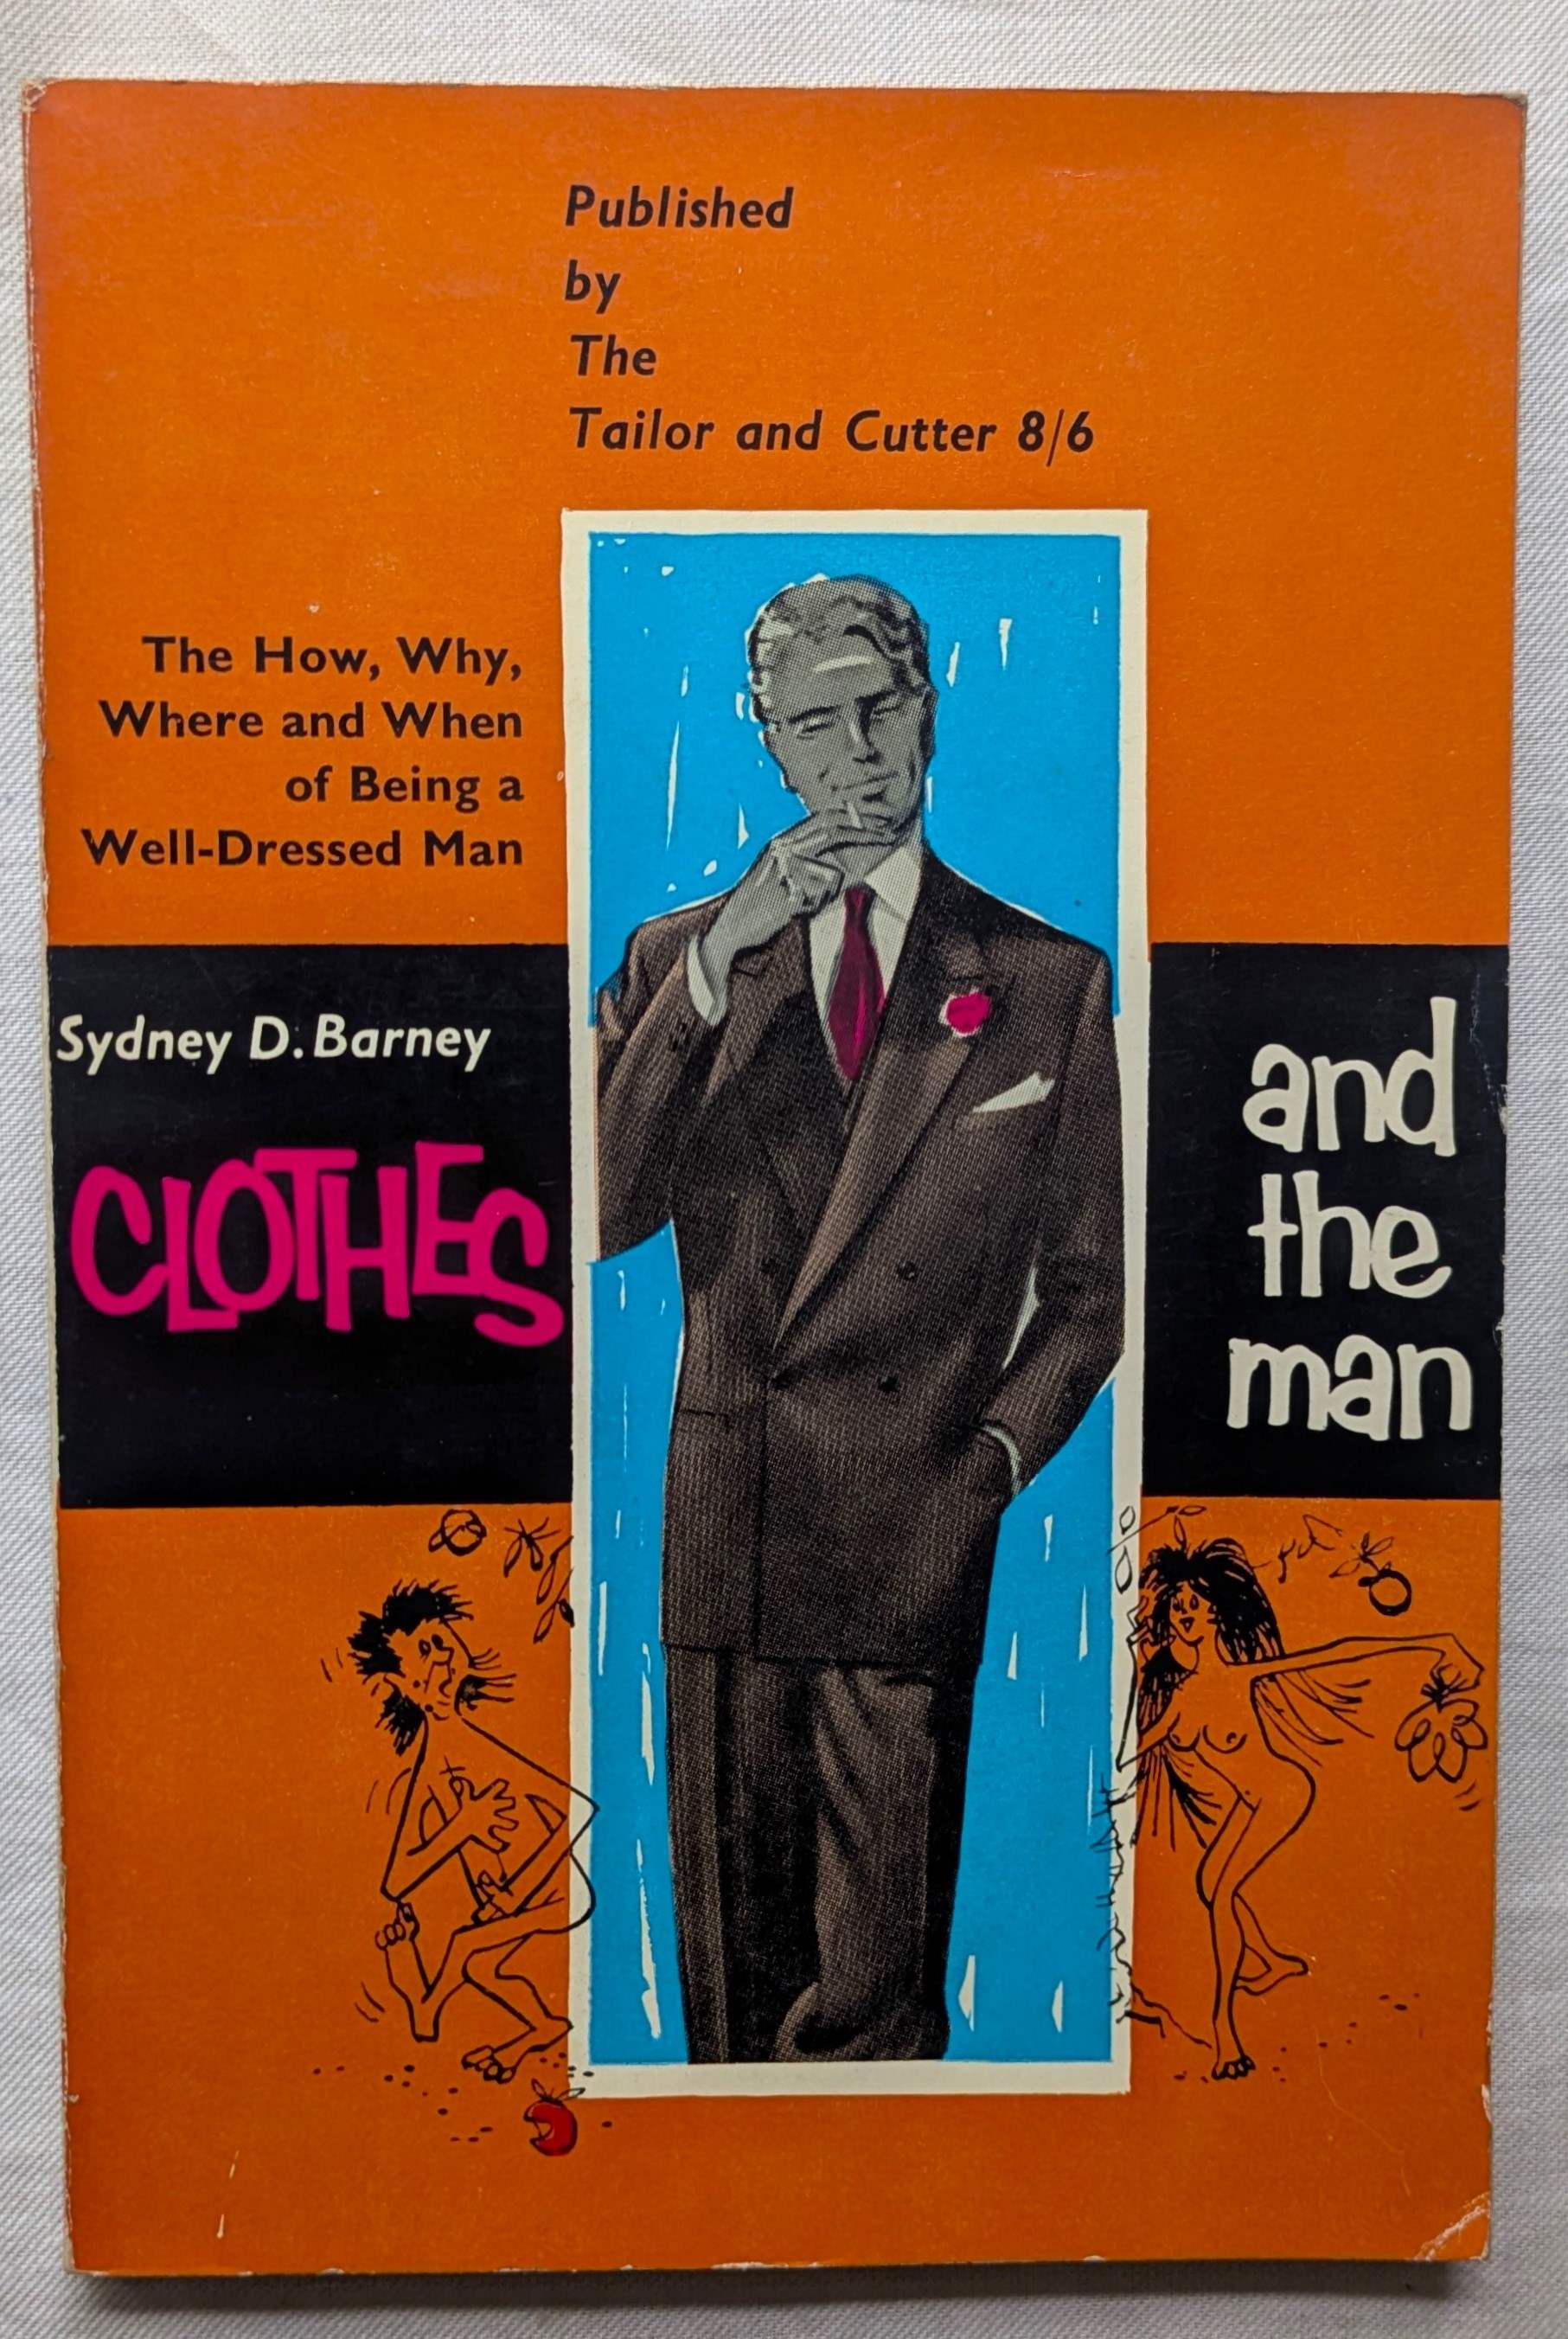 Published
by
The
Tailor and Cutter 8/6
The How, Why,
Where and When
of Being a
Well-Dressed Man
Sydney D. Barney
CLOTHES
and
the
man